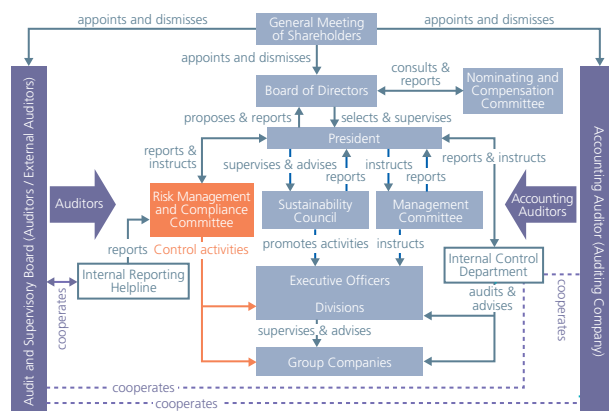 appoints and dismisses
General Meeting
of Shareholders
appoints and dismisses
appoints and dismisses
Board of Directors
consults &
reports
Nominating and
Compensation
Committee
proposes & reports
selects & supervises
President
reports &
instructs
supervises & advises
reports
instructs
reports
reports & instructs
Audit and Supervisory Board (Auditors / External Auditors)
Auditors
Risk Management
and Compliance
Committee
Sustainability
Council
Management
Committee
Accounting
Auditors
Accounting Auditor (Auditing Company)
reports
Control activities
promotes activities
instructs
Internal Reporting
Helpline
Internal Control
Department
cooperates
Executive Officers
Divisions
audits &
advises
cooperates
supervises & advises
Group Companies
cooperates
cooperates